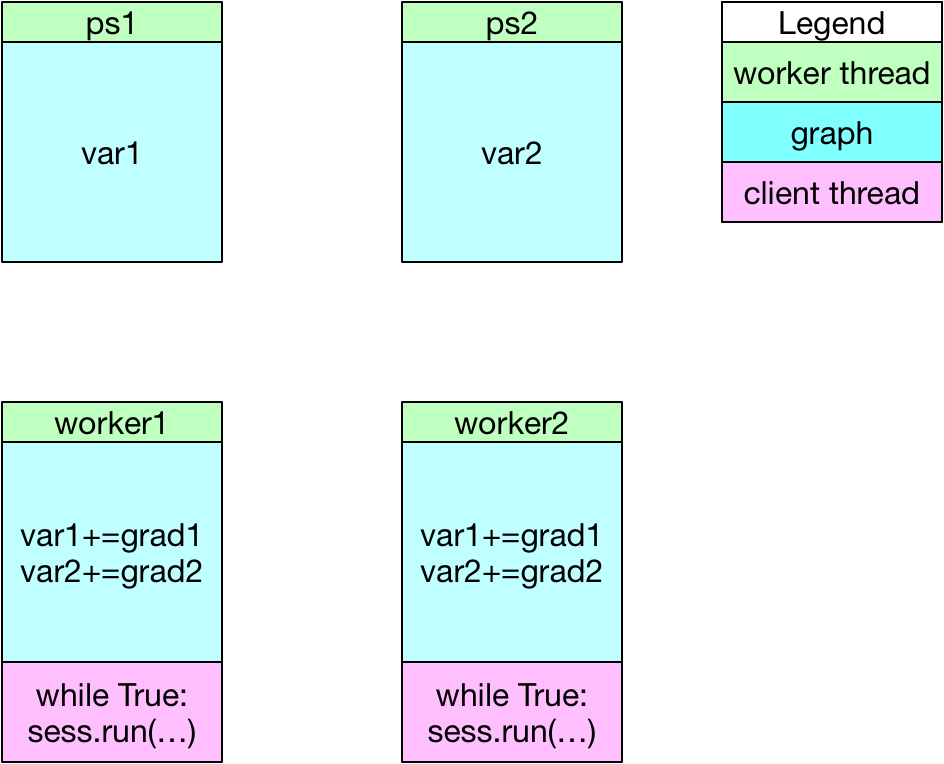 ps1
var1
ps2
var2
Legend
worker thread
graph
client thread
worker1
var1+=grad1
var2+=grad2
while True:
sess.run(…)
worker2
var1+=grad1
var2+=grad2
while True:
sess.run(…)